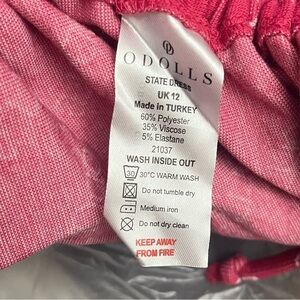 ODOLLS
STATE DRESS
UK 12
Made in TURKEY
60% Polyester
35% Viscose
5% Elastane
21037
WASH INSIDE OUT
30 30°C WARM WASH
Do not tumble dry
Medium iron
Do not dry clean
KEEP AWAY
FROM FIRE